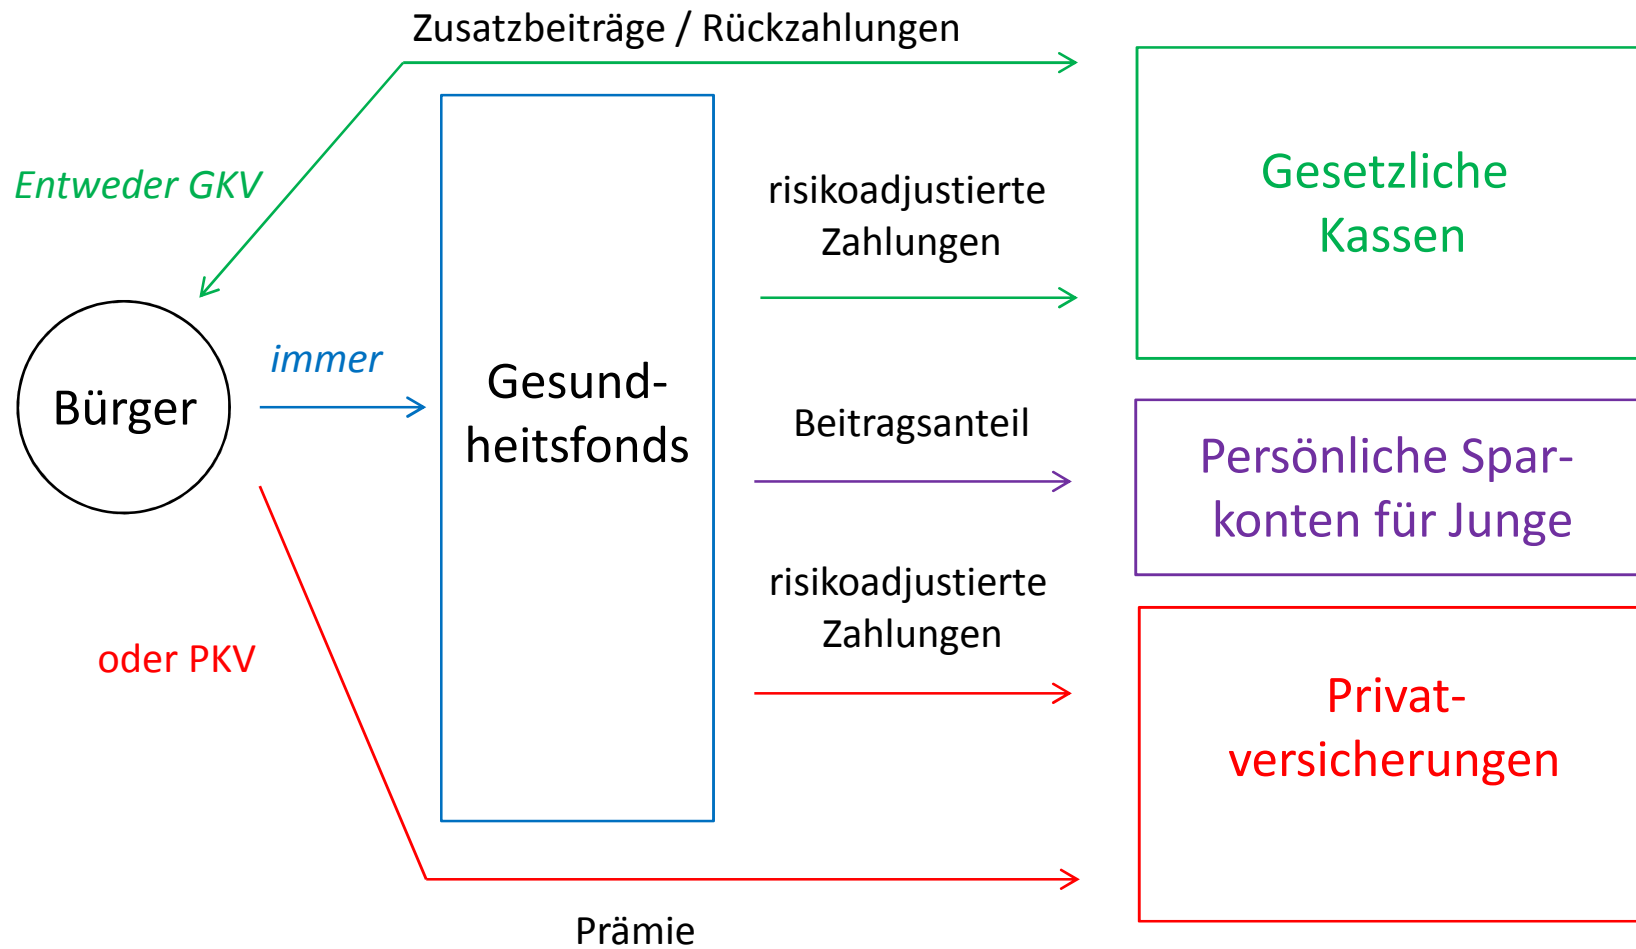 Zusatzbeiträge / Rückzahlungen
Entweder GKV
risikoadjustierte
Zahlungen
Gesetzliche
Kassen
immer
Bürger
Gesund-
heitsfonds
Beitragsanteil
Persönliche Spar-
konten für Junge
risikoadjustierte
Zahlungen
oder PKV
Privat-
versicherungen
Prämie